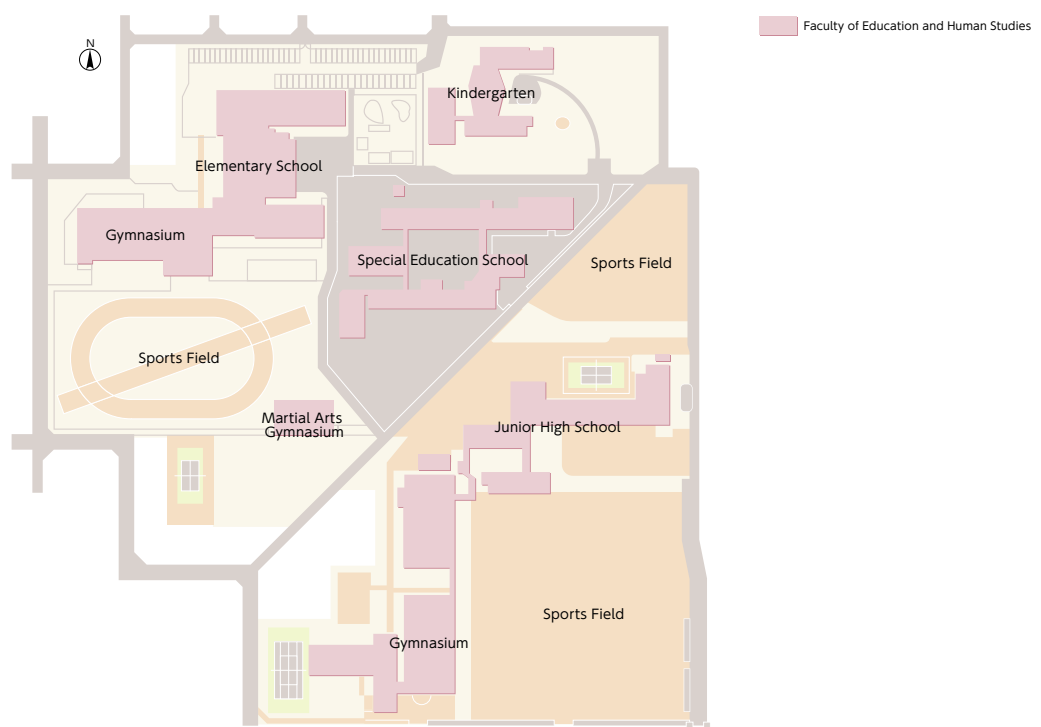 Faculty of Education and Human Studies
N
Kindergarten
Elementary School
Gymnasium
Special Education School
Sports Field
Sports Field
Martial Arts
Gymnasium
Junior High School
Sports Field
Gymnasium